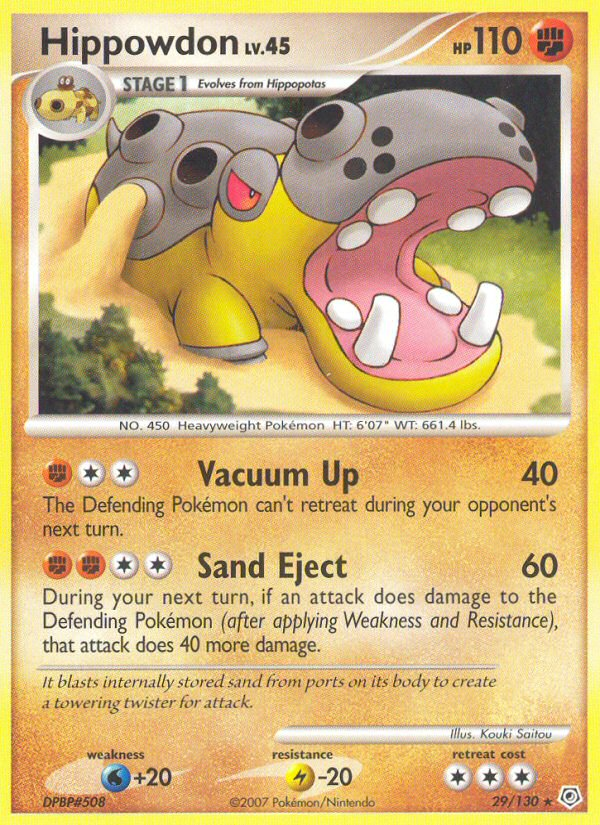 Hippowdon LV.45 HP 110
STAGE 1 Evolves from Hippopotas
NO. 450 Heavyweight Pokémon HT: 6'07" WT: 661.4 lbs.
Vacuum Up 40
The Defending Pokémon can't retreat during your opponent's
next turn.
Sand Eject 60
During your next turn, if an attack does damage to the
Defending Pokémon (after applying Weakness and Resistance),
that attack does 40 more damage.
It blasts internally stored sand from ports on its body to create
a towering twister for attack.
Illus. Kouki Saitou
weakness resistance retreat cost
+20 -20
DPBP#508 ©2007 Pokémon/Nintendo 29/130 ★